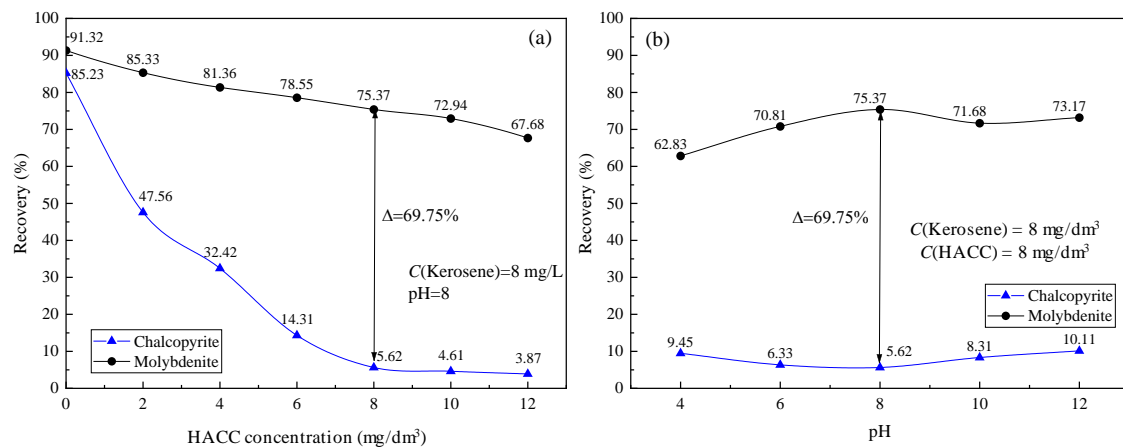 (a)
100
90
80
70
60
50
40
30
20
10
0
Recovery (%)
91.32
85.33
81.36
78.55
75.37
72.94
67.68
85.23
47.56
32.42
14.31
5.62
4.61
3.87
Δ=69.75%
C(Kerosene)=8 mg/L
pH=8
Chalcopyrite
Molybdenite
0 2 4 6 8 10 12
HACC concentration (mg/dm³)
(b)
100
90
80
70
60
50
40
30
20
10
0
Recovery (%)
62.83
70.81
75.37
71.68
73.17
Δ=69.75%
C(Kerosene) = 8 mg/dm³
C(HACC) = 8 mg/dm³
Chalcopyrite
Molybdenite
9.45
6.33
5.62
8.31
10.11
4 6 8 10 12
pH